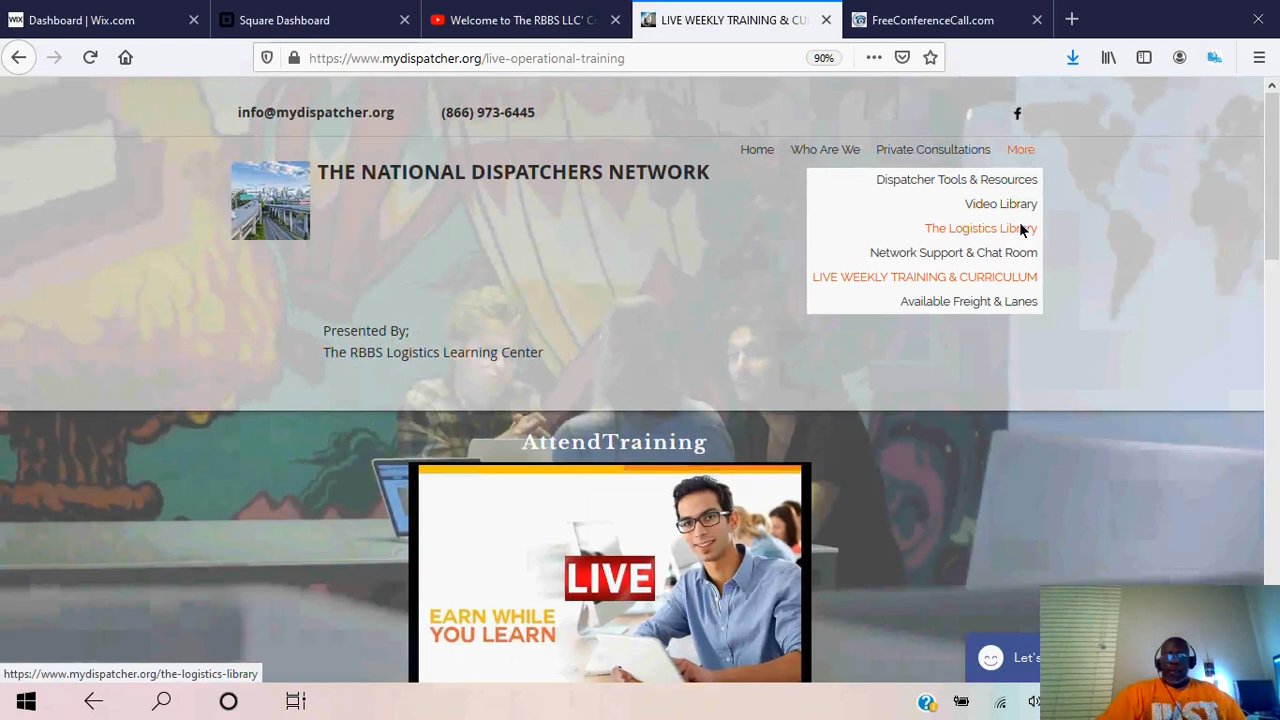 Dashboard | Wix.com
Square Dashboard
Welcome to The RBBS LLC' C
LIVE WEEKLY TRAINING & CU
FreeConferenceCall.com
https://www.mydispatcher.org/live-operational-training
90%
info@mydispatcher.org
(866) 973-6445
Home
Who Are We
Private Consultations
More
THE NATIONAL DISPATCHERS NETWORK
Dispatcher Tools & Resources
Video Library
The Logistics Library
Network Support & Chat Room
LIVE WEEKLY TRAINING & CURRICULUM
Available Freight & Lanes
Presented By;
The RBBS Logistics Learning Center
AttendTraining
LIVE
EARN WHILE
YOU LEARN
Let's
https://www.mydispatcher.org/the-logistics-library